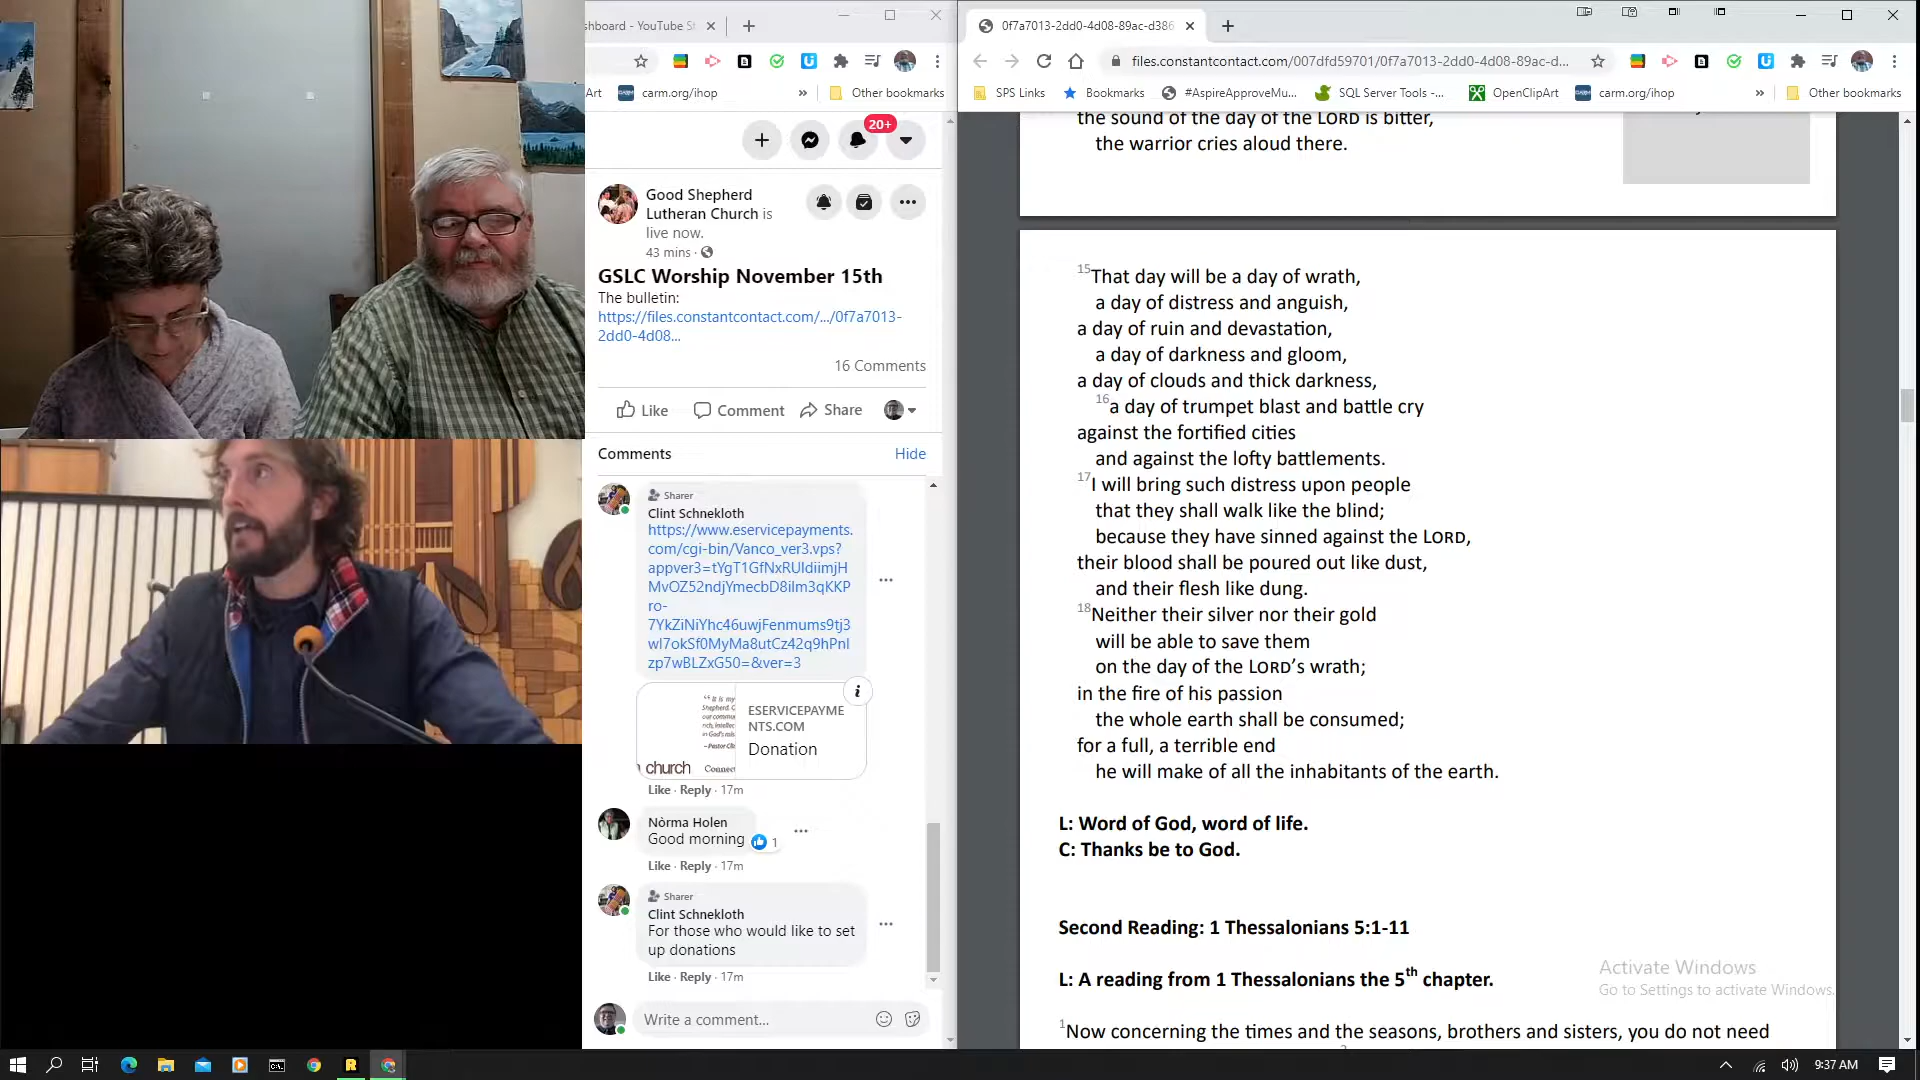 shboard - YouTube St
0f7a7013-2dd0-4d08-89ac-d386
files.constantcontact.com/007dfd59701/0f7a7013-2dd0-4d08-89ac-d...
Art
carm.org/ihop
»
Other bookmarks
SPS Links
Bookmarks
#AspireApproveMu...
SQL Server Tools -...
OpenClipArt
carm.org/ihop
»
Other bookmarks
20+
Good Shepherd
Lutheran Church is
live now.
43 mins ·
GSLC Worship November 15th
The bulletin:
https://files.constantcontact.com/.../0f7a7013-
2dd0-4d08...
16 Comments
Like
Comment
Share
Comments
Hide
Sharer
Clint Schnekloth
https://www.eservicepayments.
com/cgi-bin/Vanco_ver3.vps?
appver3=tYgT1GfNxRUIdiimjH
MvOZ52ndjYmecbD8ilm3qKKP
ro-
7YkZiNiYhc46uwjFenmums9tj3
wI7okSf0MyMa8utCz42q9hPnI
zp7wBLZxG50=&ver=3
ESERVICEPAYME
NTS.COM
Donation
church
Like · Reply · 17m
Nòrma Holen
Good morning
1
Like · Reply · 17m
Sharer
Clint Schnekloth
For those who would like to set
up donations
Like · Reply · 17m
Write a comment...
the sound of the day of the LORD is bitter,
the warrior cries aloud there.
15That day will be a day of wrath,
a day of distress and anguish,
a day of ruin and devastation,
a day of darkness and gloom,
a day of clouds and thick darkness,
16a day of trumpet blast and battle cry
against the fortified cities
and against the lofty battlements.
17I will bring such distress upon people
that they shall walk like the blind;
because they have sinned against the LORD,
their blood shall be poured out like dust,
and their flesh like dung.
18Neither their silver nor their gold
will be able to save them
on the day of the LORD’s wrath;
in the fire of his passion
the whole earth shall be consumed;
for a full, a terrible end
he will make of all the inhabitants of the earth.
L: Word of God, word of life.
C: Thanks be to God.
Second Reading: 1 Thessalonians 5:1-11
L: A reading from 1 Thessalonians the 5th chapter.
1Now concerning the times and the seasons, brothers and sisters, you do not need
Activate Windows
Go to Settings to activate Windows.
9:37 AM